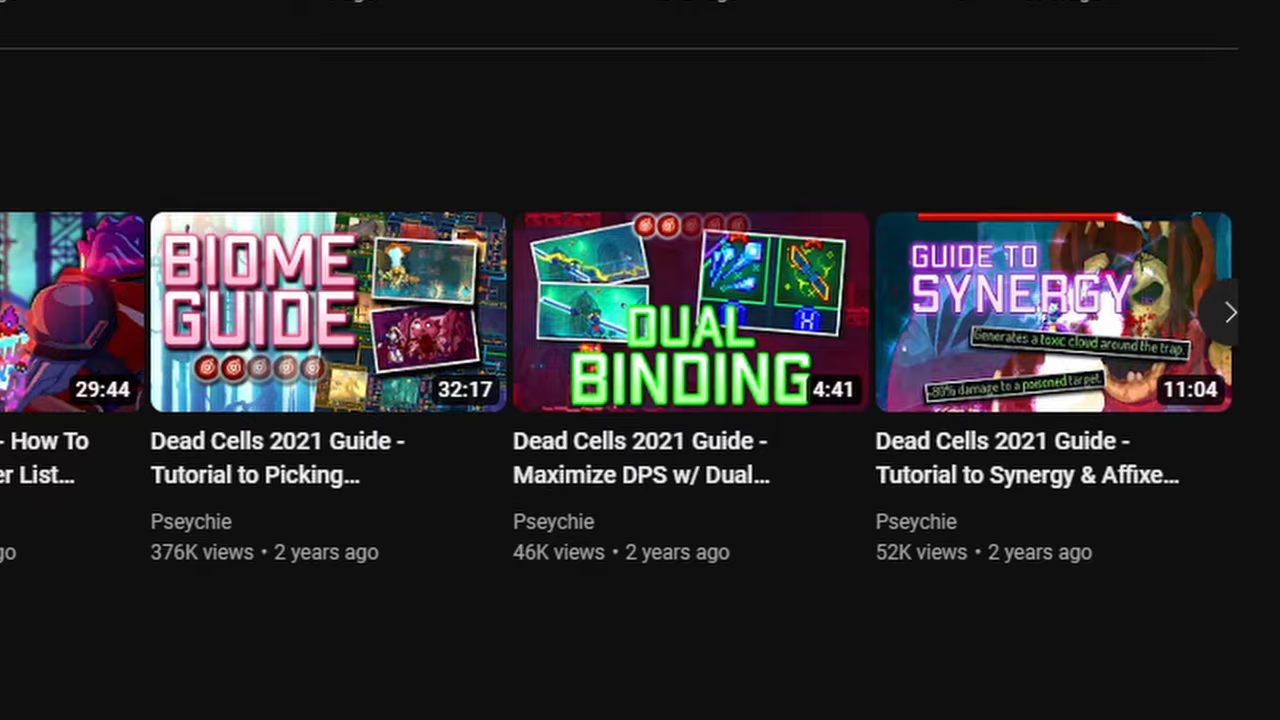 BIOME
GUIDE
32:17
DUAL
BINDING
4:41
GUIDE TO
SYNERGY
Generates a toxic cloud around the trap.
+80% damage to a poisoned target.
11:04
29:44
- How To
er List...
go
Dead Cells 2021 Guide -
Tutorial to Picking...
Pseychie
376K views • 2 years ago
Dead Cells 2021 Guide -
Maximize DPS w/ Dual...
Pseychie
46K views • 2 years ago
Dead Cells 2021 Guide -
Tutorial to Synergy & Affixe...
Pseychie
52K views • 2 years ago